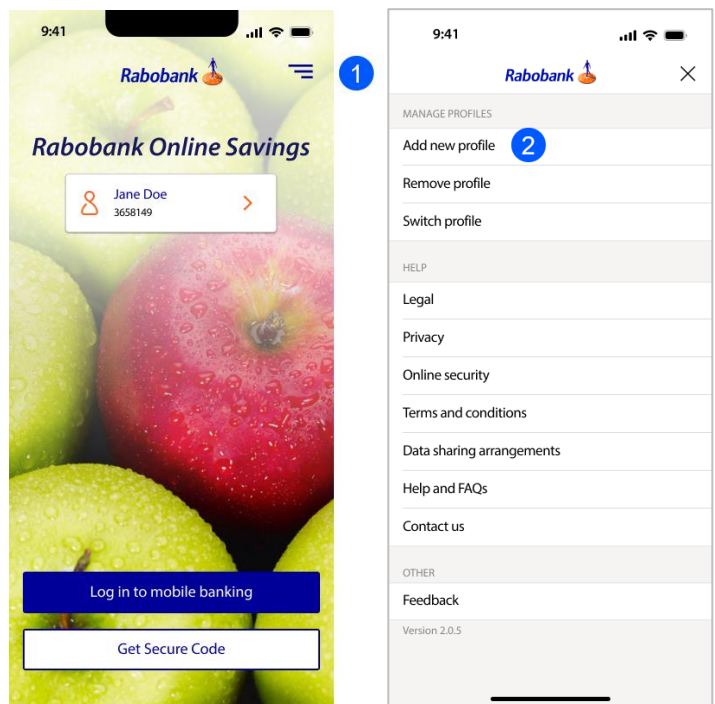 9:41
Rabobank
Rabobank Online Savings
Jane Doe
3658149
Log in to mobile banking
Get Secure Code
1
9:41
Rabobank
MANAGE PROFILES
Add new profile 2
Remove profile
Switch profile
HELP
Legal
Privacy
Online security
Terms and conditions
Data sharing arrangements
Help and FAQs
Contact us
OTHER
Feedback
Version 2.0.5